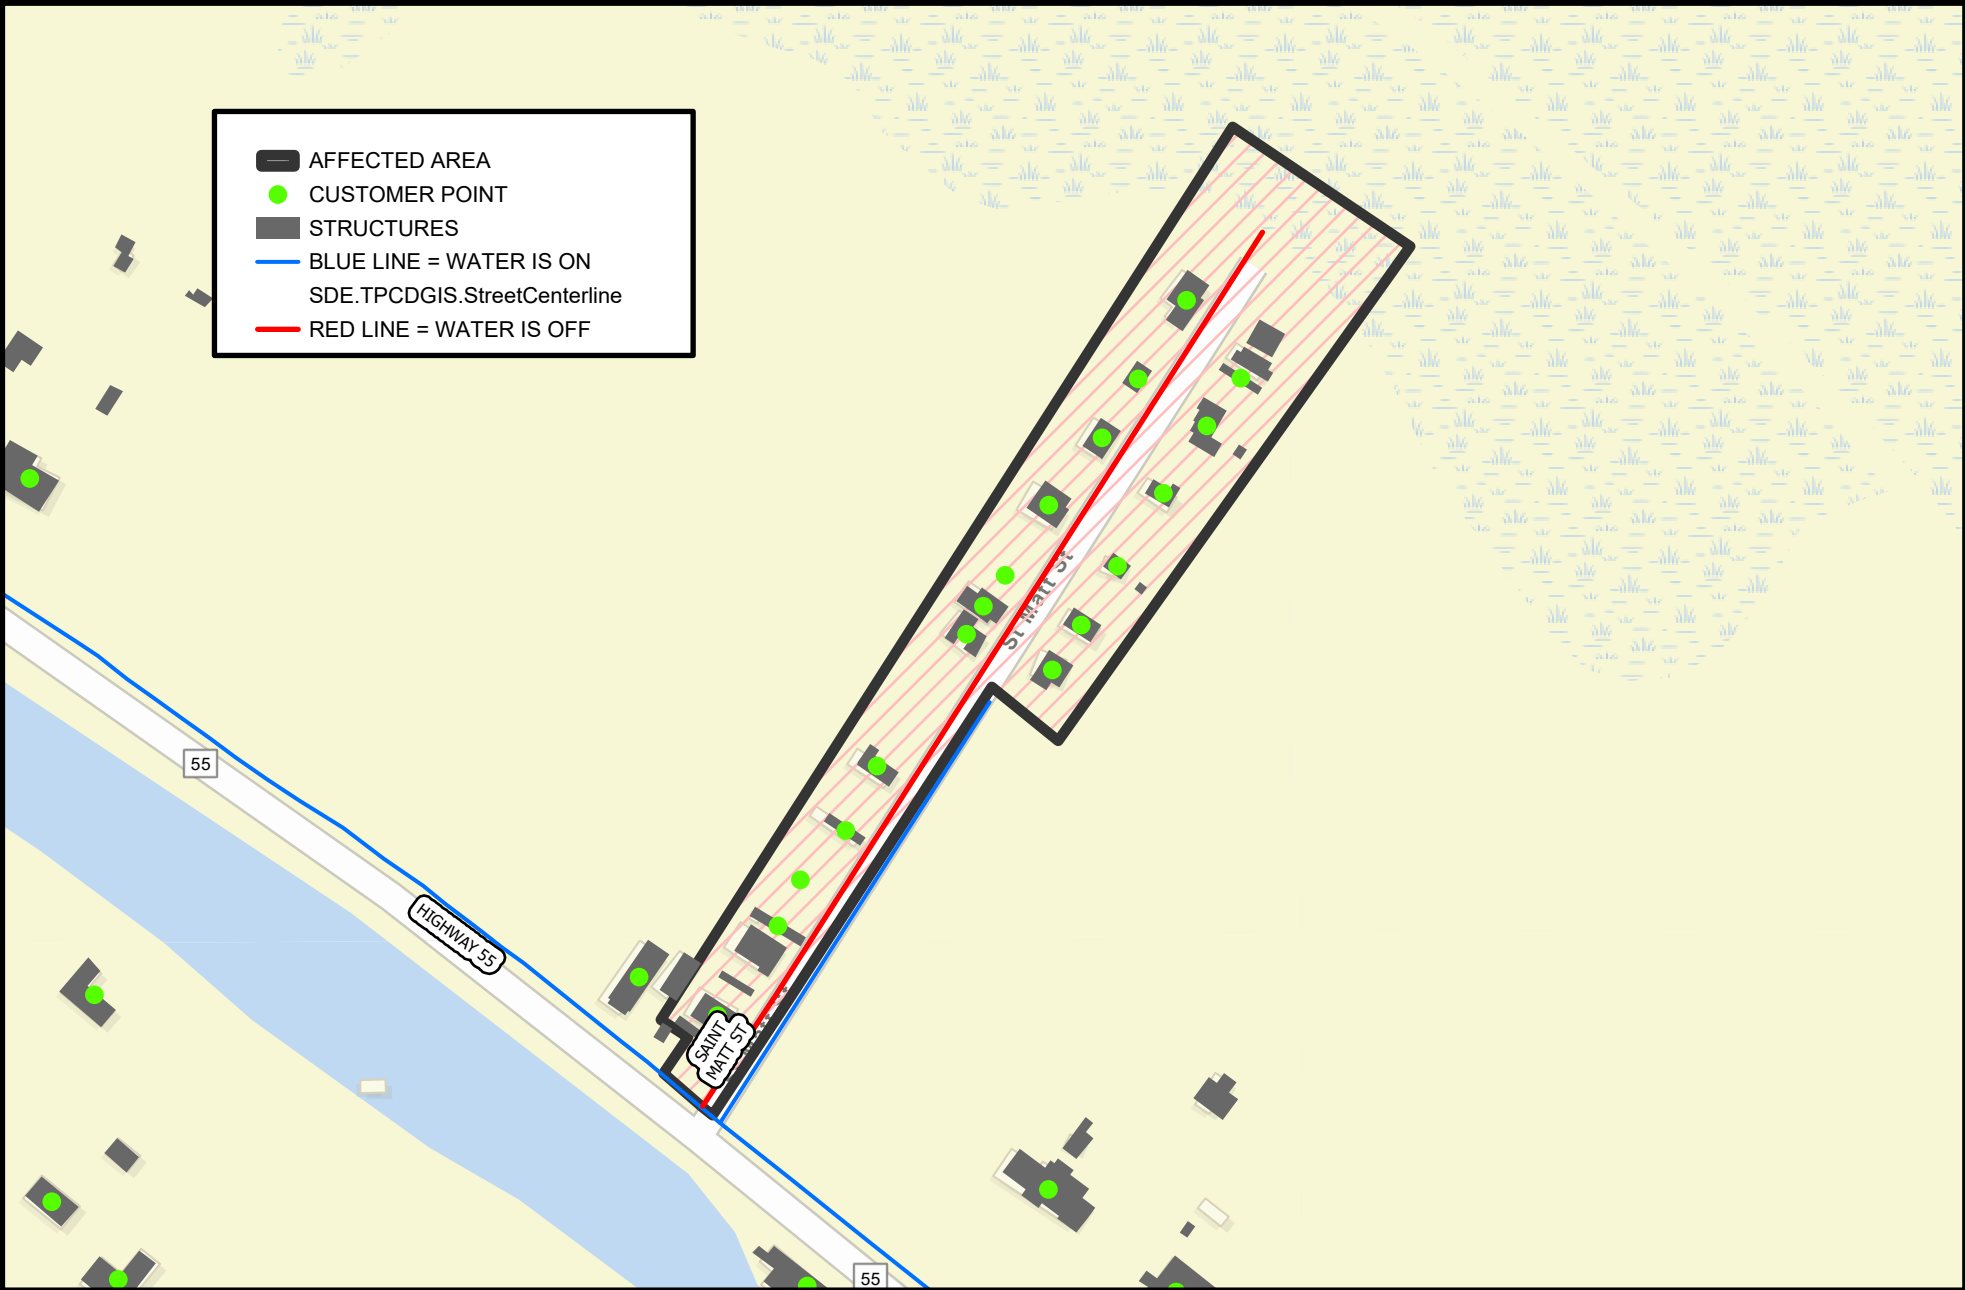 AFFECTED AREA
CUSTOMER POINT
STRUCTURES
BLUE LINE = WATER IS ON
SDE.TPCDGIS.StreetCenterline
RED LINE = WATER IS OFF
St Matt St
55
HIGHWAY 55
SAINT
MATT ST
55